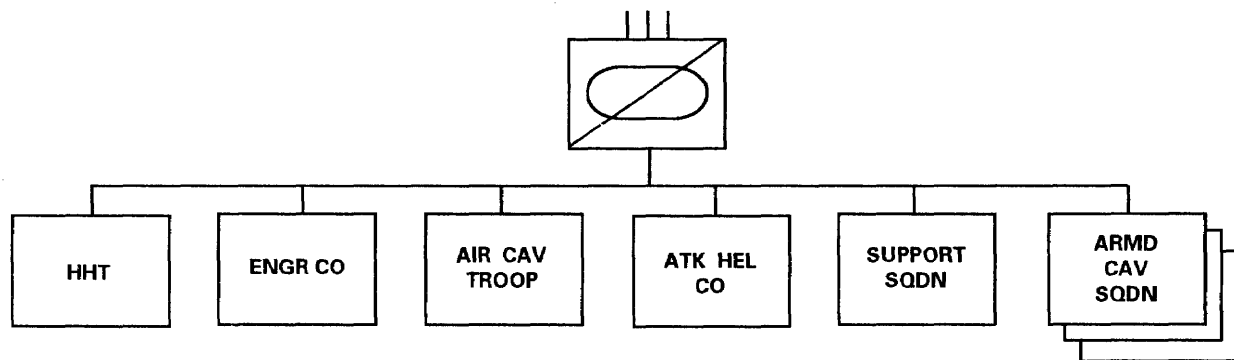 HHT
ENGR CO
AIR CAV
TROOP
ATK HEL
CO
SUPPORT
SQDN
ARMD
CAV
SQDN